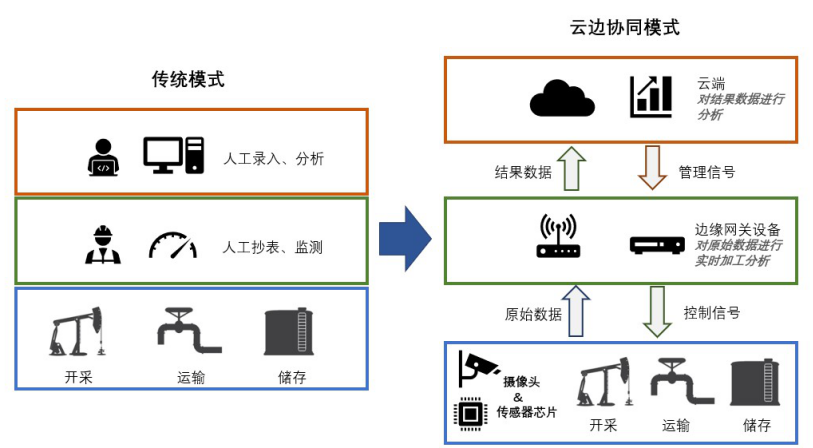 传统模式
人工录入、分析
人工抄表、监测
开采
运输
储存
云边协同模式
云端
对结果数据进行
分析
结果数据
管理信号
边缘网关设备
对原始数据进行
实时加工分析
原始数据
控制信号
摄像头
&
传感器芯片
开采
运输
储存